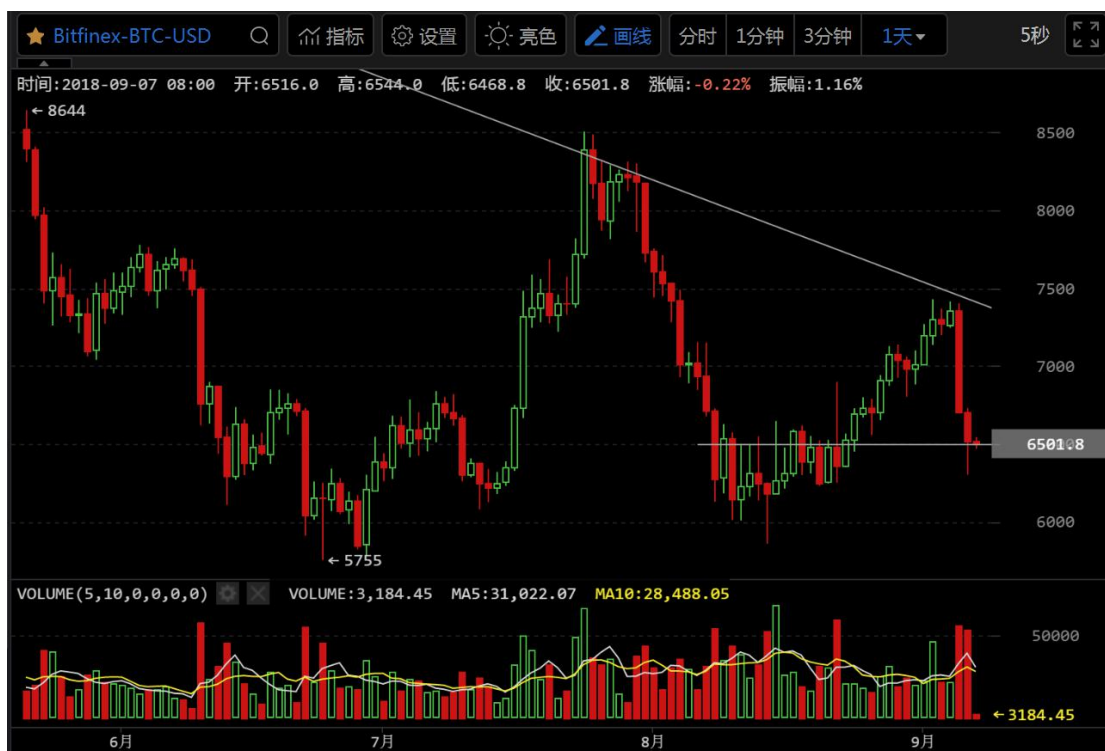 Bitfinex-BTC-USD 指标 设置 亮色 画线 分时 1分钟 3分钟 1天 5秒
时间:2018-09-07 08:00 开:6516.0 高:6544.0 低:6468.8 收:6501.8 涨幅:-0.22% 振幅:1.16%
←8644
8500
8000
7500
7000
6501.8
6000
←5755
VOLUME(5,10,0,0,0,0) VOLUME:3,184.45 MA5:31,022.07 MA10:28,488.05
50000
←3184.45
6月 7月 8月 9月